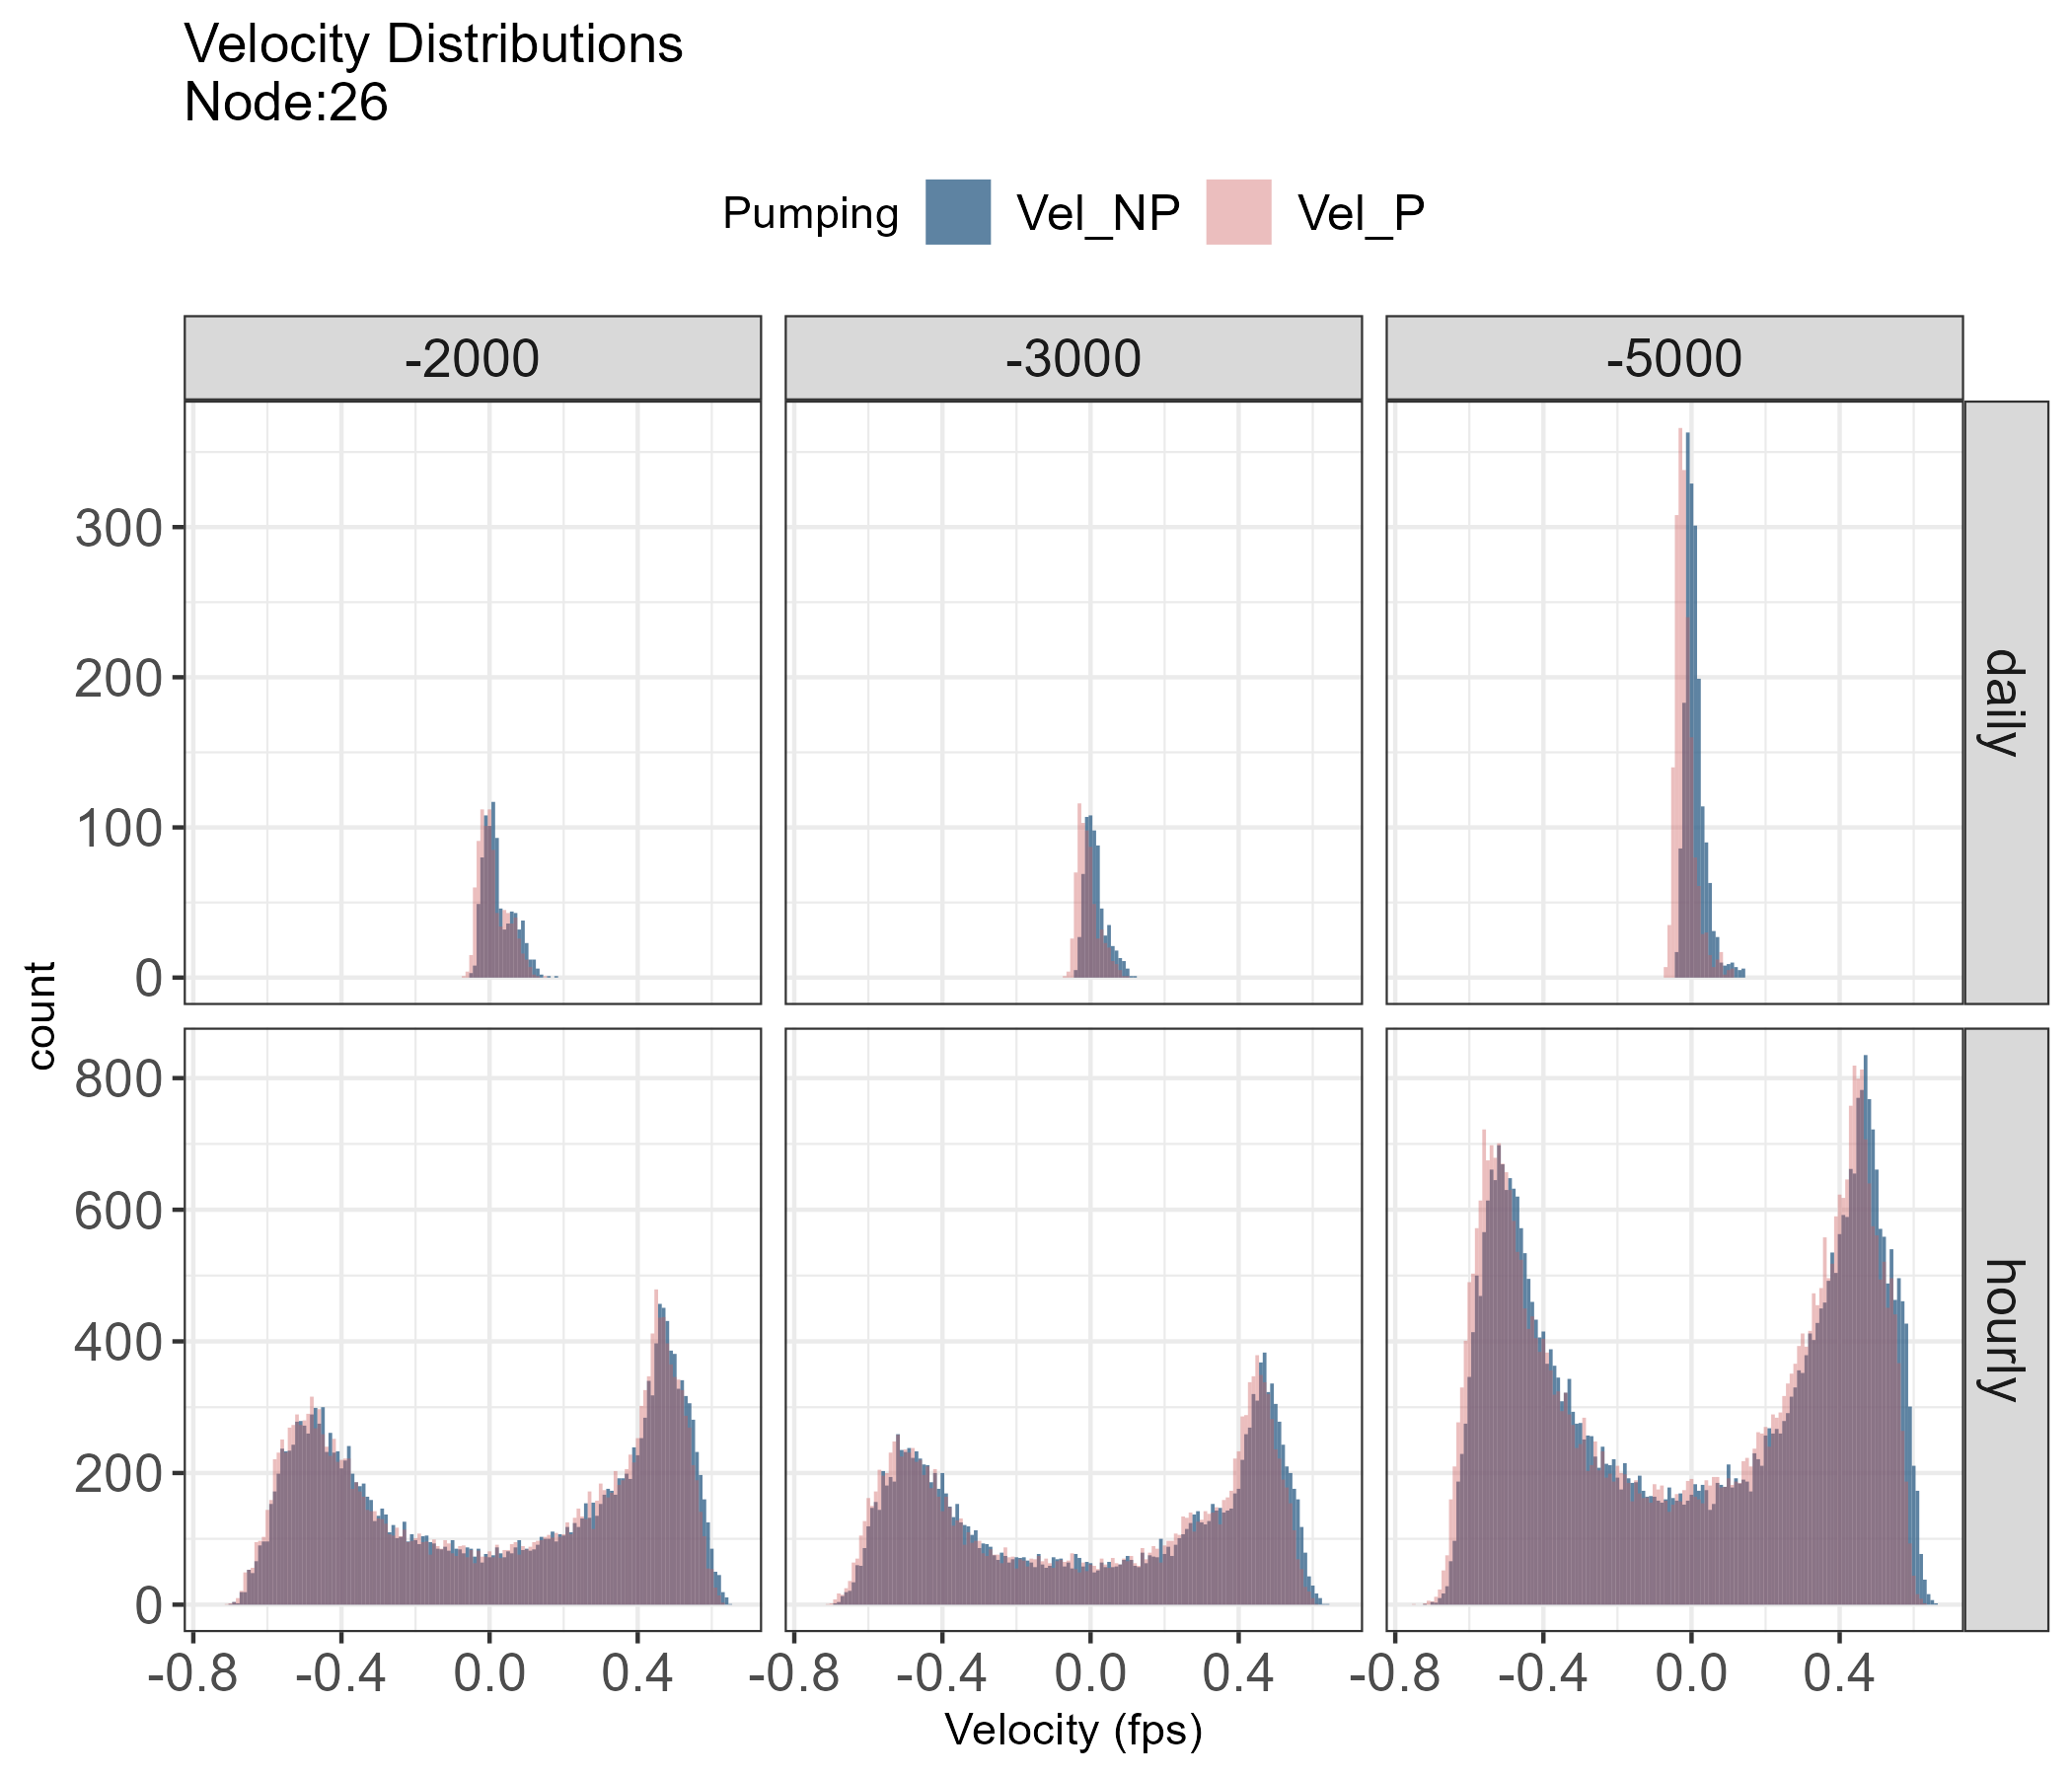 Velocity Distributions
Node:26
Pumping Vel_NP Vel_P
-2000 -3000 -5000
300
200
100
0
daily
count
800
600
400
200
0
hourly
-0.8 -0.4 0.0 0.4 -0.8 -0.4 0.0 0.4 -0.8 -0.4 0.0 0.4
Velocity (fps)